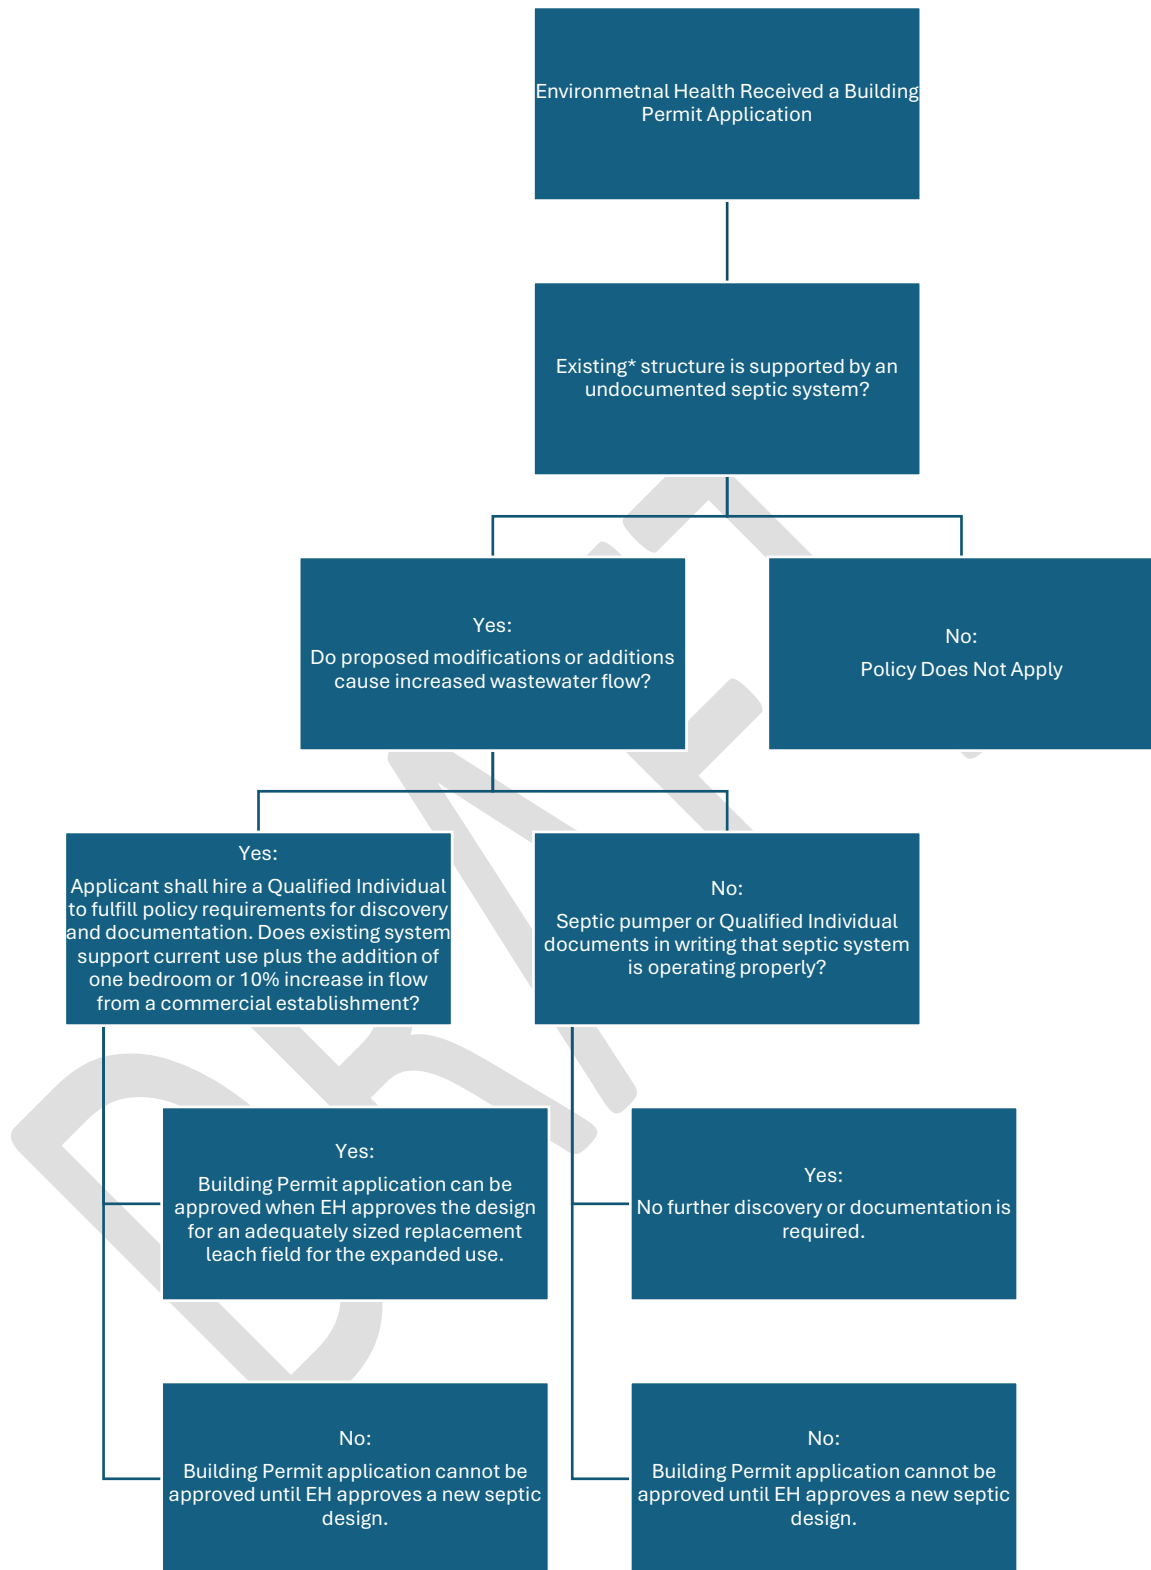 Environmetnal Health Received a Building
Permit Application
Existing* structure is supported by an
undocumented septic system?
Yes:
Do proposed modifications or additions
cause increased wastewater flow?
No:
Policy Does Not Apply
Yes:
Applicant shall hire a Qualified Individual
to fulfill policy requirements for discovery
and documentation. Does existing system
support current use plus the addition of
one bedroom or 10% increase in flow
from a commercial establishment?
No:
Septic pumper or Qualified Individual
documents in writing that septic system
is operating properly?
Yes:
Building Permit application can be
approved when EH approves the design
for an adequately sized replacement
leach field for the expanded use.
Yes:
No further discovery or documentation is
required.
No:
Building Permit application cannot be
approved until EH approves a new septic
design.
No:
Building Permit application cannot be
approved until EH approves a new septic
design.
DRAFT